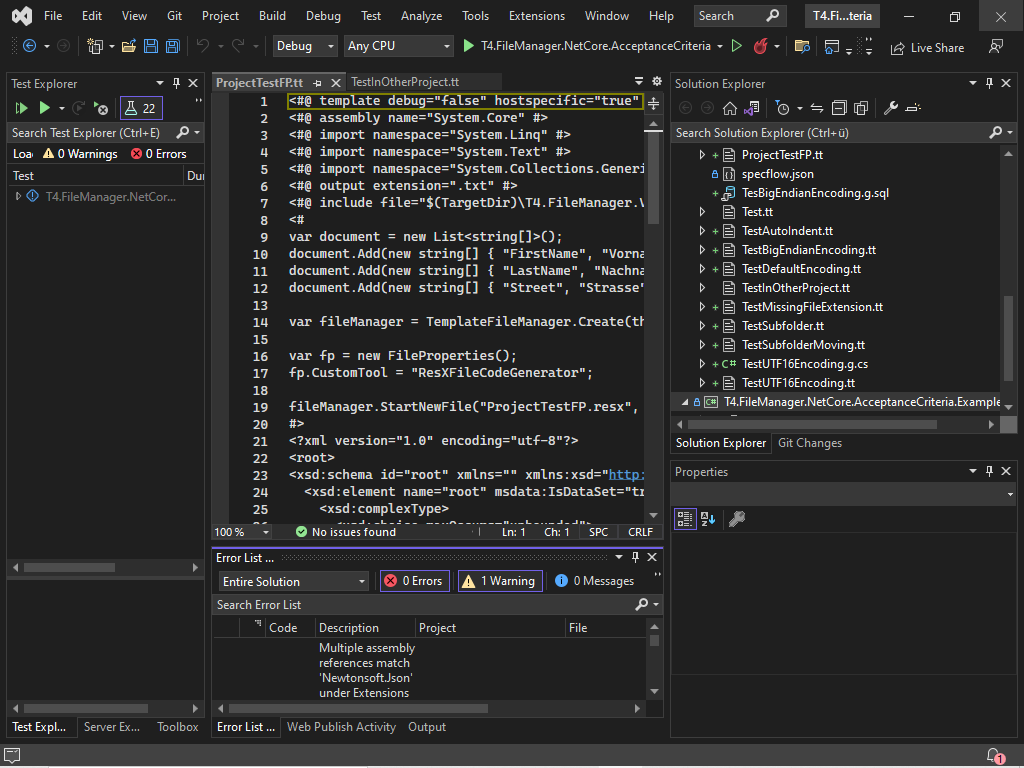 File Edit View Git Project Build Debug Test Analyze Tools Extensions Window Help Search T4.Fi...teria
Debug Any CPU T4.FileManager.NetCore.AcceptanceCriteria Live Share
Test Explorer
22
Search Test Explorer (Ctrl+E)
0 Warnings 0 Errors
Test
T4.FileManager.NetCor...
Test Expl... Server Ex... Toolbox
ProjectTestFP.tt TestInOtherProject.tt
1 <#@ template debug="false" hostspecific="true"
2 <#@ assembly name="System.Core" #>
3 <#@ import namespace="System.Linq" #>
4 <#@ import namespace="System.Text" #>
5 <#@ import namespace="System.Collections.Generi
6 <#@ output extension=".txt" #>
7 <#@ include file="$(TargetDir)\T4.FileManager.V
8 <#
9 var document = new List<string[]>();
10 document.Add(new string[] { "FirstName", "Vorna
11 document.Add(new string[] { "LastName", "Nachna
12 document.Add(new string[] { "Street", "Strasse"
13
14 var fileManager = TemplateFileManager.Create(th
15
16 var fp = new FileProperties();
17 fp.CustomTool = "ResXFileCodeGenerator";
18
19 fileManager.StartNewFile("ProjectTestFP.resx",
20 #>
21 <?xml version="1.0" encoding="utf-8"?>
22 <root>
23 <xsd:schema id="root" xmlns="" xmlns:xsd="http:
24 <xsd:element name="root" msdata:IsDataSet="tr
25 <xsd:complexType>
100 % No issues found Ln: 1 Ch: 1 SPC CRLF
Error List ...
Entire Solution 0 Errors 1 Warning 0 Messages
Search Error List
Code Description Project File
Multiple assembly
references match
'Newtonsoft.Json'
under Extensions
Error List ... Web Publish Activity Output
Solution Explorer
Search Solution Explorer (Ctrl+ü)
ProjectTestFP.tt
specflow.json
TesBigEndianEncoding.g.sql
Test.tt
TestAutoIndent.tt
TestBigEndianEncoding.tt
TestDefaultEncoding.tt
TestInOtherProject.tt
TestMissingFileExtension.tt
TestSubfolder.tt
TestSubfolderMoving.tt
C# TestUTF16Encoding.g.cs
TestUTF16Encoding.tt
C# T4.FileManager.NetCore.AcceptanceCriteria.Example
Solution Explorer Git Changes
Properties
1